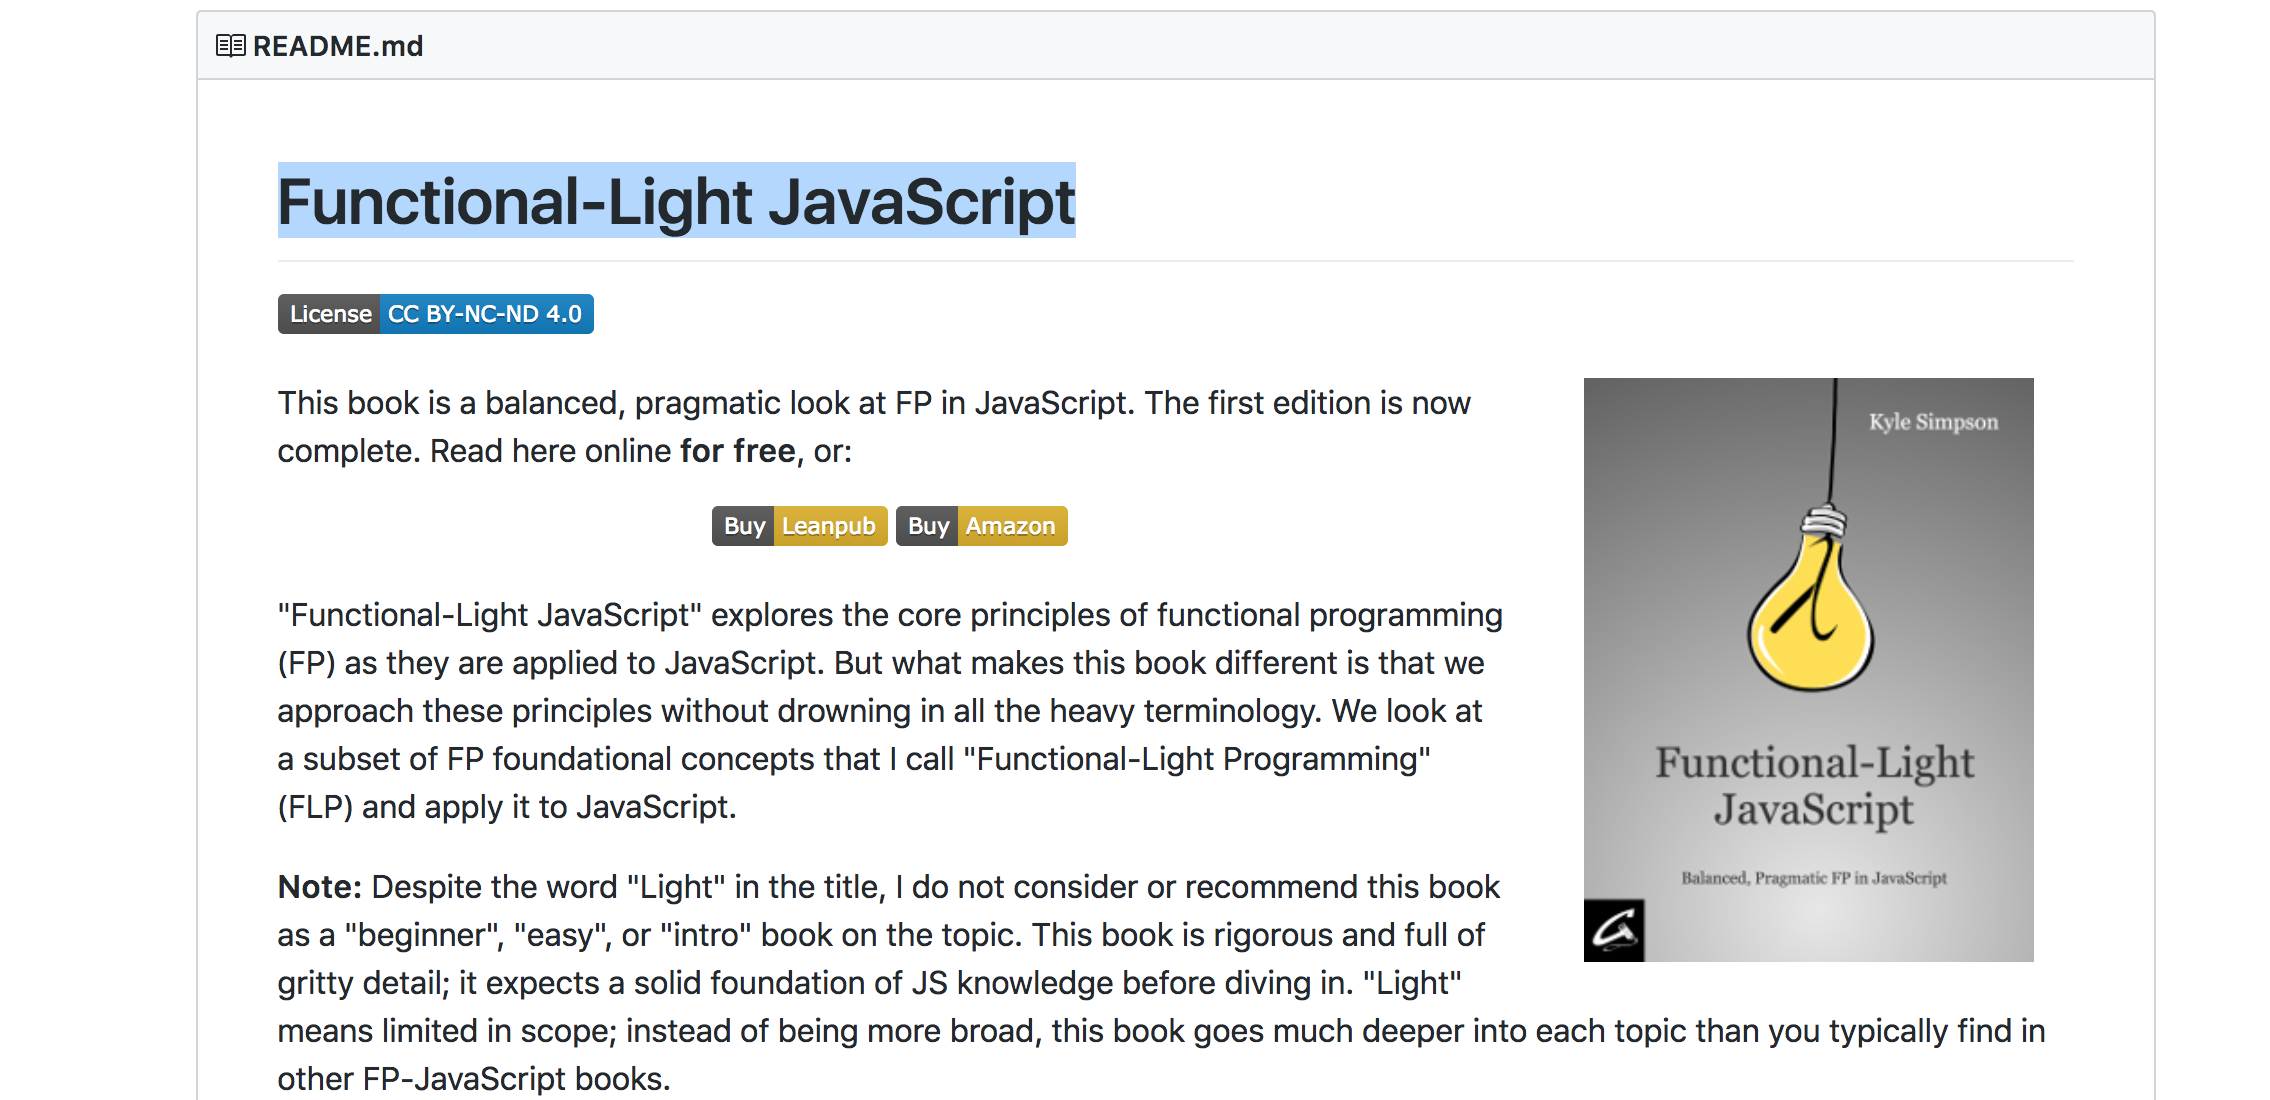 README.md
Functional-Light JavaScript
License CC BY-NC-ND 4.0
This book is a balanced, pragmatic look at FP in JavaScript. The first edition is now
complete. Read here online for free, or:
Buy Leanpub Buy Amazon
"Functional-Light JavaScript" explores the core principles of functional programming
(FP) as they are applied to JavaScript. But what makes this book different is that we
approach these principles without drowning in all the heavy terminology. We look at
a subset of FP foundational concepts that I call "Functional-Light Programming"
(FLP) and apply it to JavaScript.
Note: Despite the word "Light" in the title, I do not consider or recommend this book
as a "beginner", "easy", or "intro" book on the topic. This book is rigorous and full of
gritty detail; it expects a solid foundation of JS knowledge before diving in. "Light"
means limited in scope; instead of being more broad, this book goes much deeper into each topic than you typically find in
other FP-JavaScript books.
Kyle Simpson
λ
Functional-Light
JavaScript
Balanced, Pragmatic FP in JavaScript